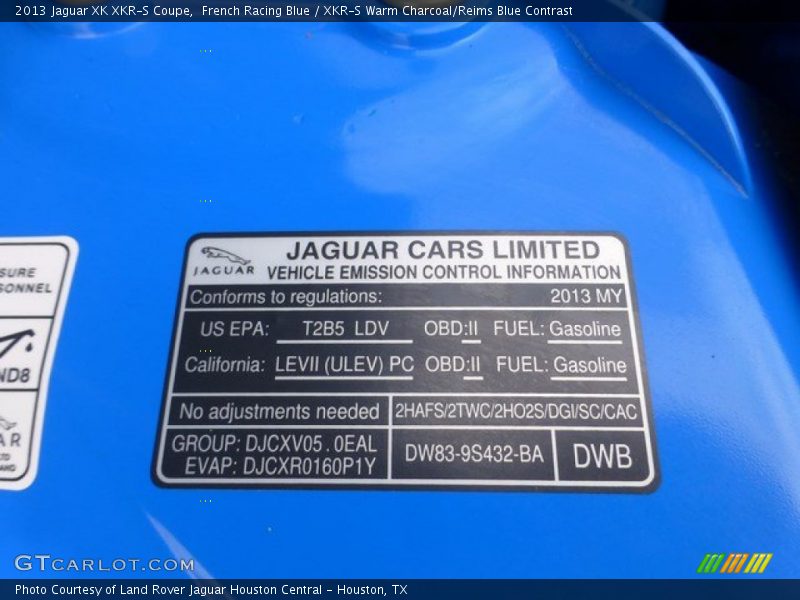 2013 Jaguar XK XKR-S Coupe,  French Racing Blue / XKR-S Warm Charcoal/Reims Blue Contrast
JAGUAR CARS LIMITED
JAGUAR
VEHICLE EMISSION CONTROL INFORMATION
Conforms to regulations: 2013 MY
US EPA: T2B5 LDV OBD:II FUEL: Gasoline
California: LEVII (ULEV) PC OBD:II FUEL: Gasoline
No adjustments needed 2HAFS/2TWC/2HO2S/DGI/SC/CAC
GROUP: DJCXV05.0EAL
EVAP: DJCXR0160P1Y
DW83-9S432-BA
DWB
SURE
SONNEL
ND8
AR
GTCARLOT.COM
Photo Courtesy of Land Rover Jaguar Houston Central - Houston, TX